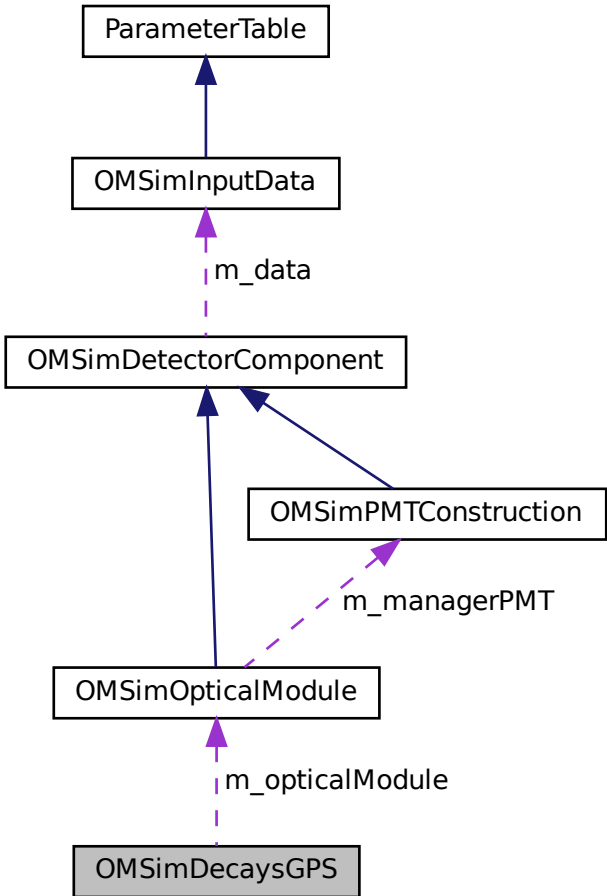 ParameterTable
OMSimInputData
m_data
OMSimDetectorComponent
OMSimPMTConstruction
m_managerPMT
OMSimOpticalModule
m_opticalModule
OMSimDecaysGPS